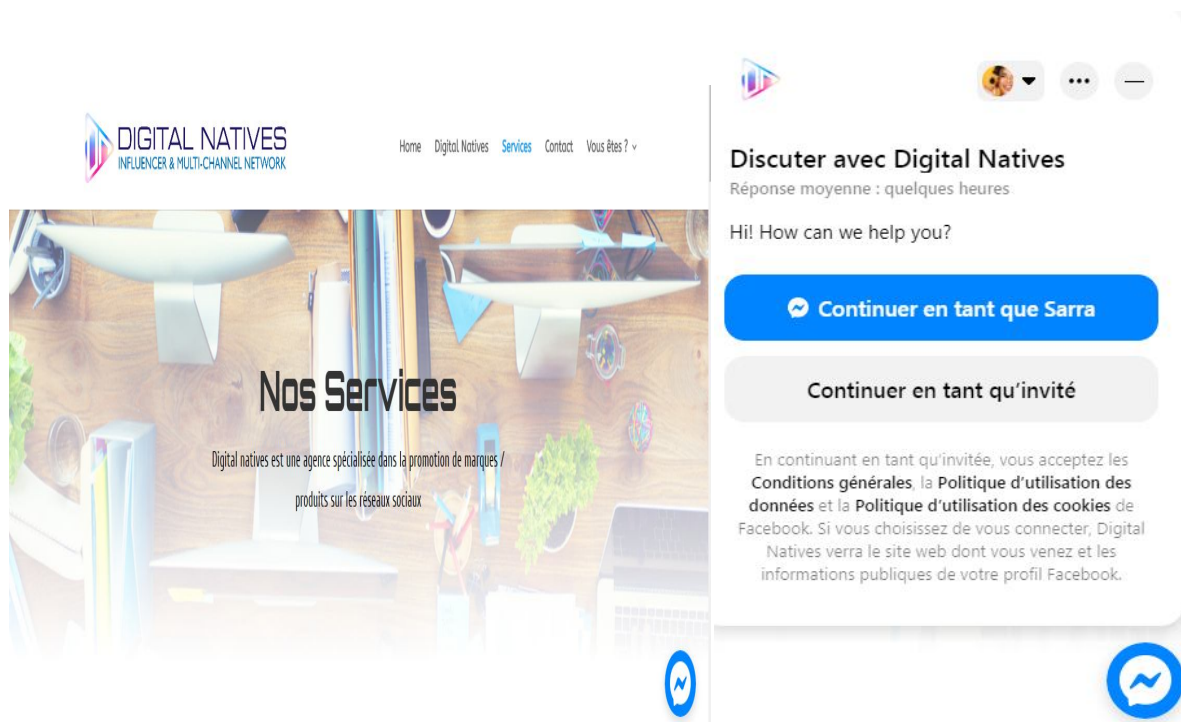 DIGITAL NATIVES
INFLUENCER & MULTI-CHANNEL NETWORK
Home Digital Natives Services Contact Vous êtes ?
Nos Services
Digital natives est une agence spécialisée dans la promotion de marques /
produits sur les réseaux sociaux
Discuter avec Digital Natives
Réponse moyenne : quelques heures
Hi! How can we help you?
Continuer en tant que Sarra
Continuer en tant qu'invité
En continuant en tant qu'invitée, vous acceptez les
Conditions générales, la Politique d'utilisation des
données et la Politique d'utilisation des cookies de
Facebook. Si vous choisissez de vous connecter, Digital
Natives verra le site web dont vous venez et les
informations publiques de votre profil Facebook.